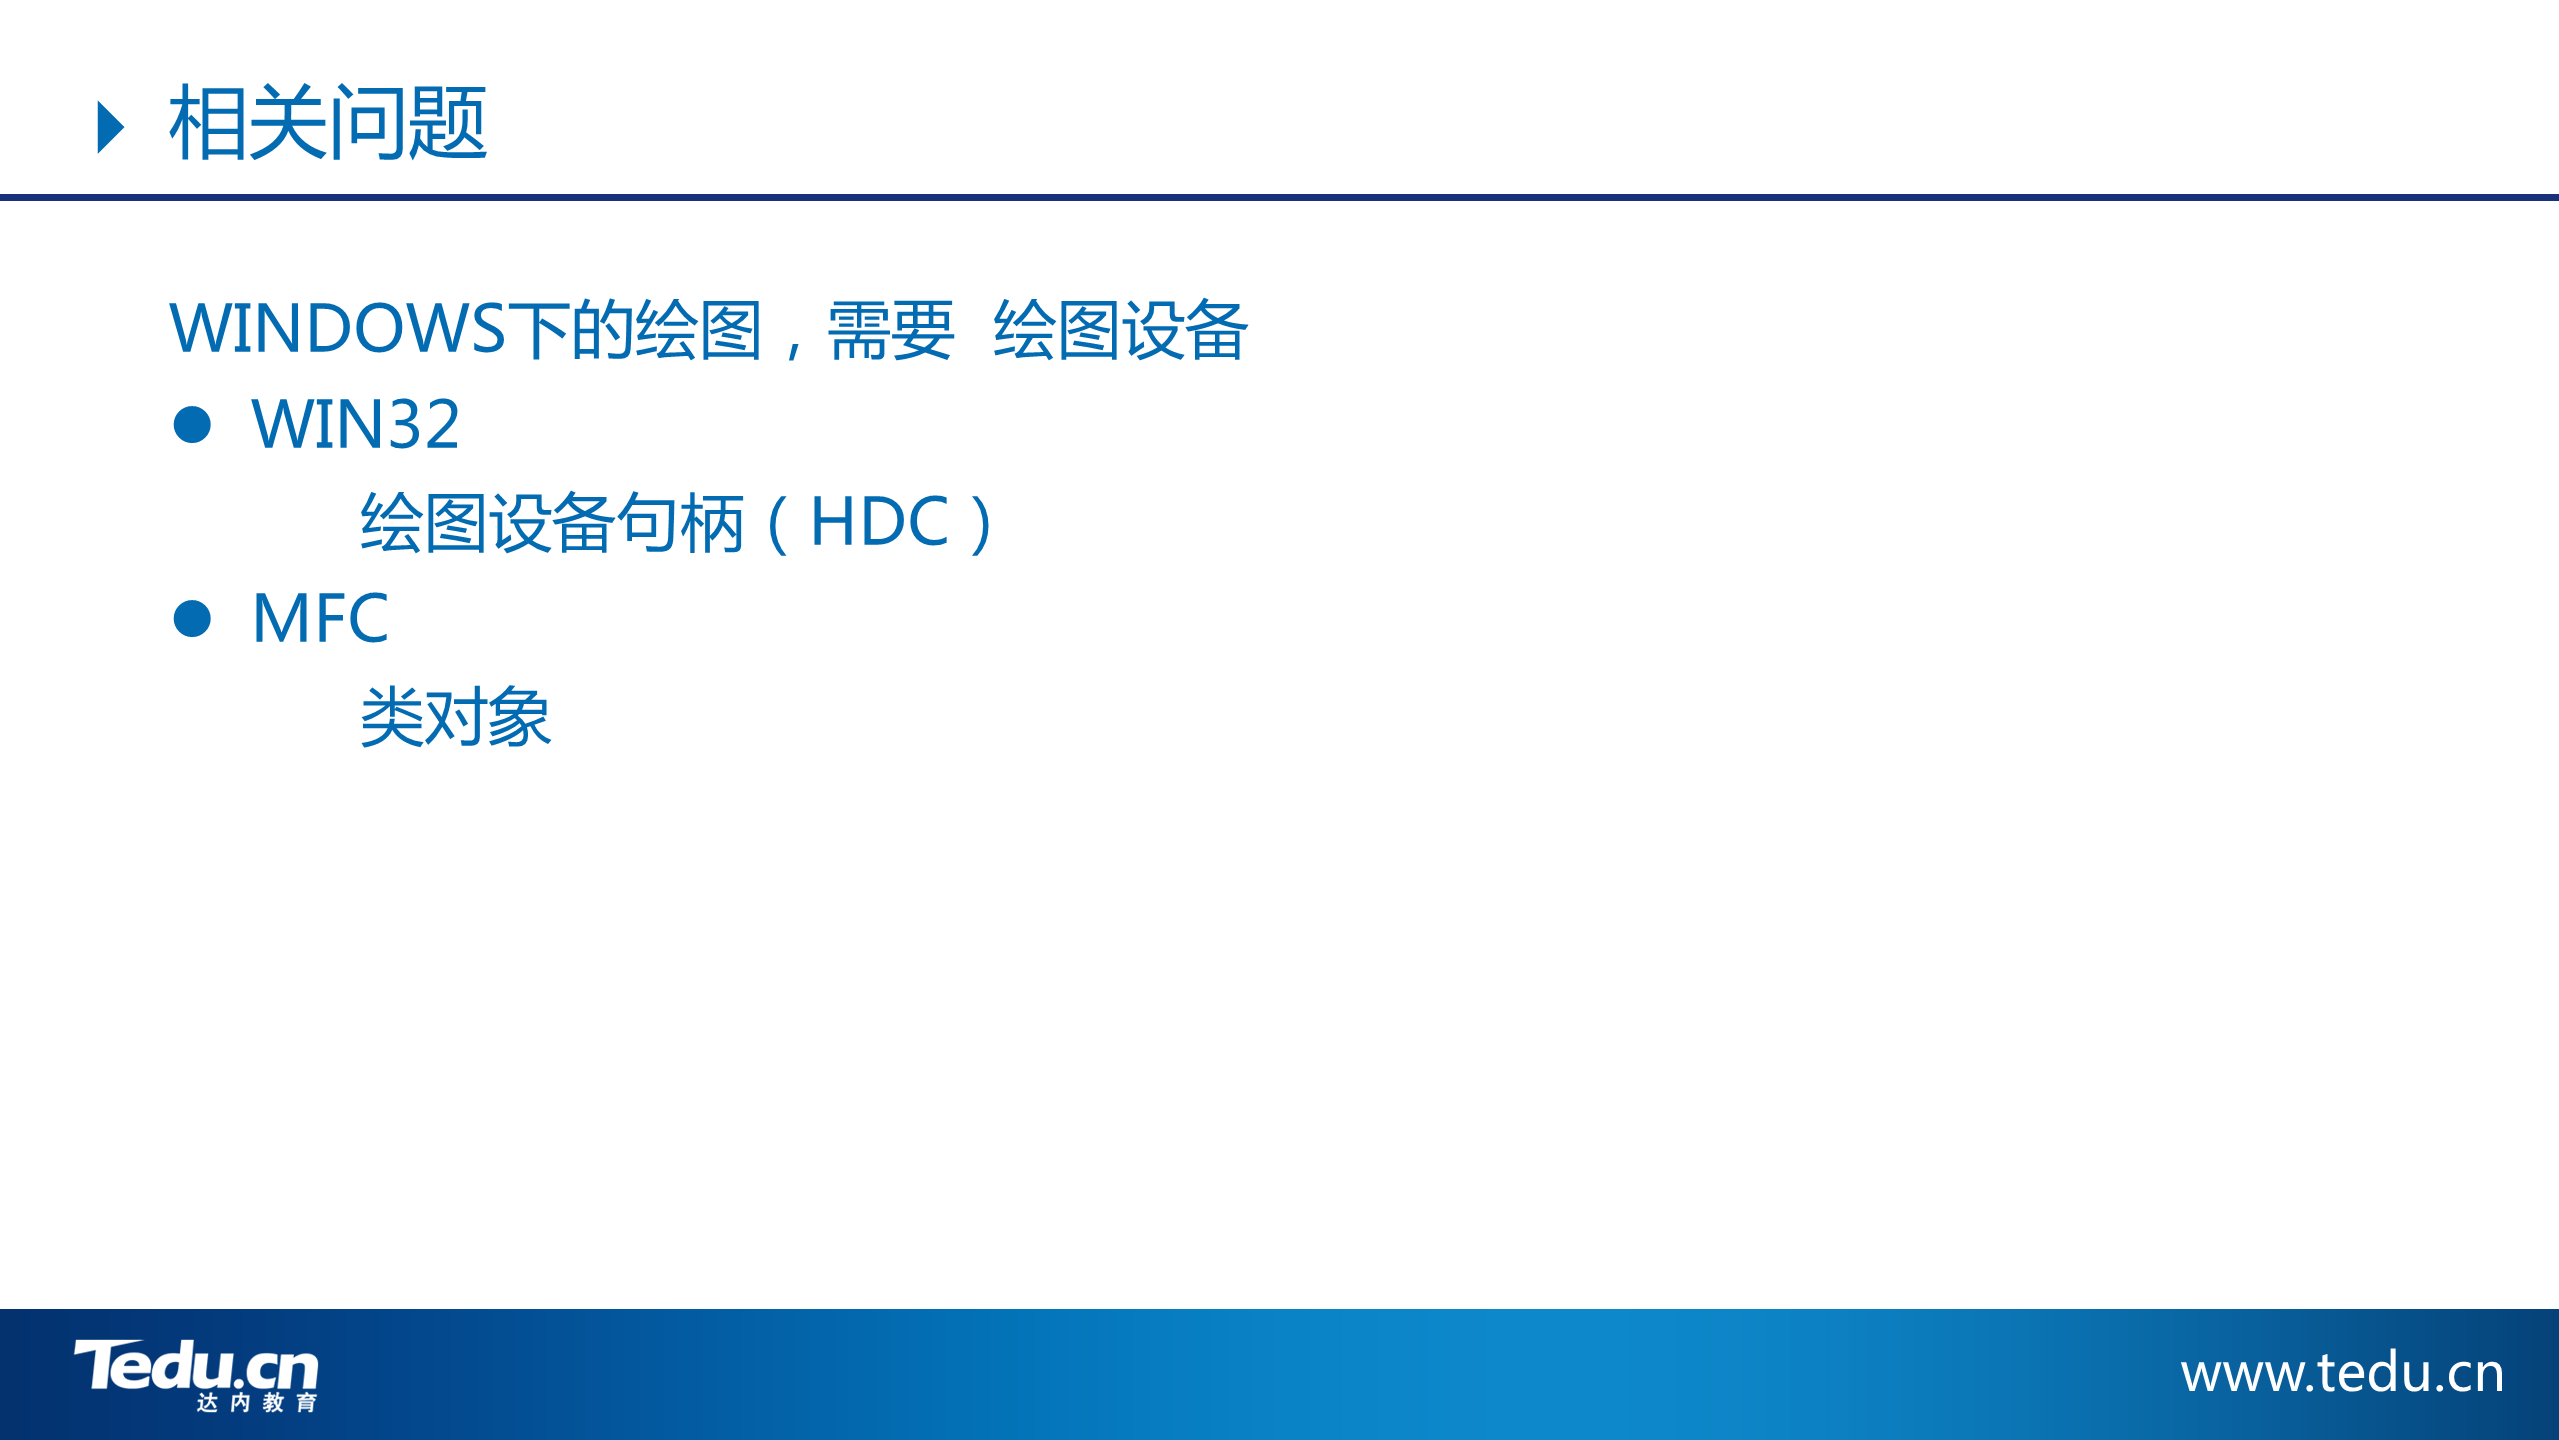 相关问题
WINDOWS下的绘图，需要 绘图设备
● WIN32
绘图设备句柄（HDC）
● MFC
类对象
Tedu.cn
达内教育
www.tedu.cn